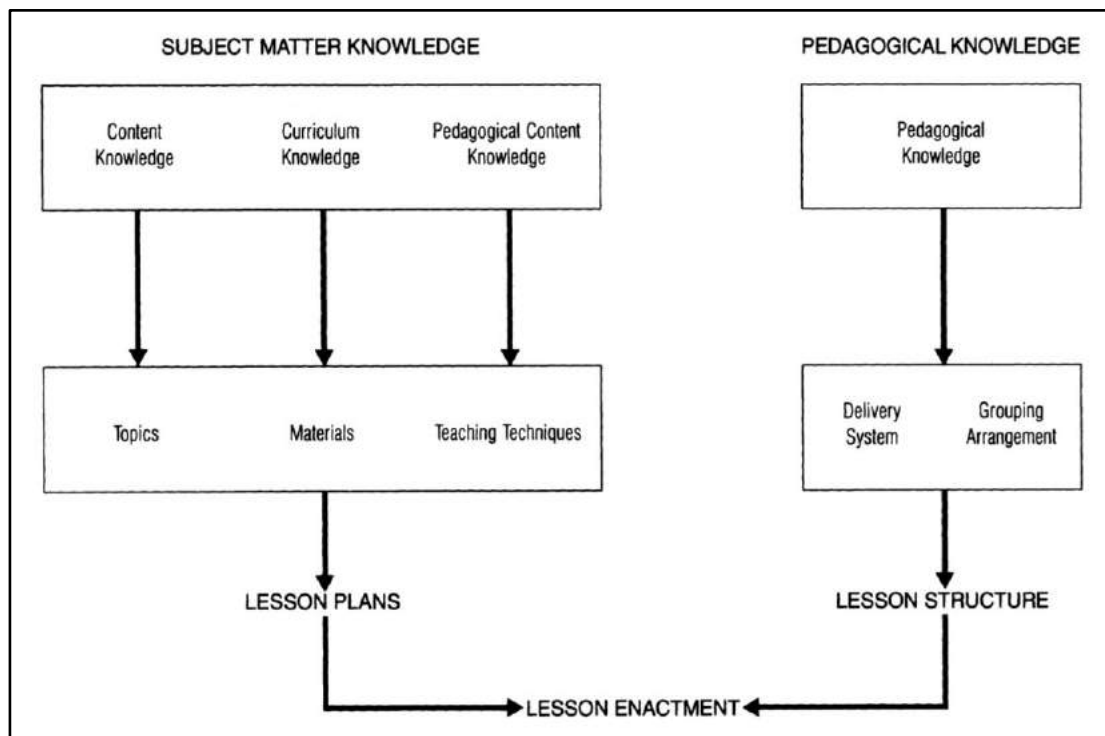 SUBJECT MATTER KNOWLEDGE
PEDAGOGICAL KNOWLEDGE
Content
Knowledge
Curriculum
Knowledge
Pedagogical Content
Knowledge
Pedagogical
Knowledge
Topics
Materials
Teaching Techniques
Delivery
System
Grouping
Arrangement
LESSON PLANS
LESSON STRUCTURE
LESSON ENACTMENT